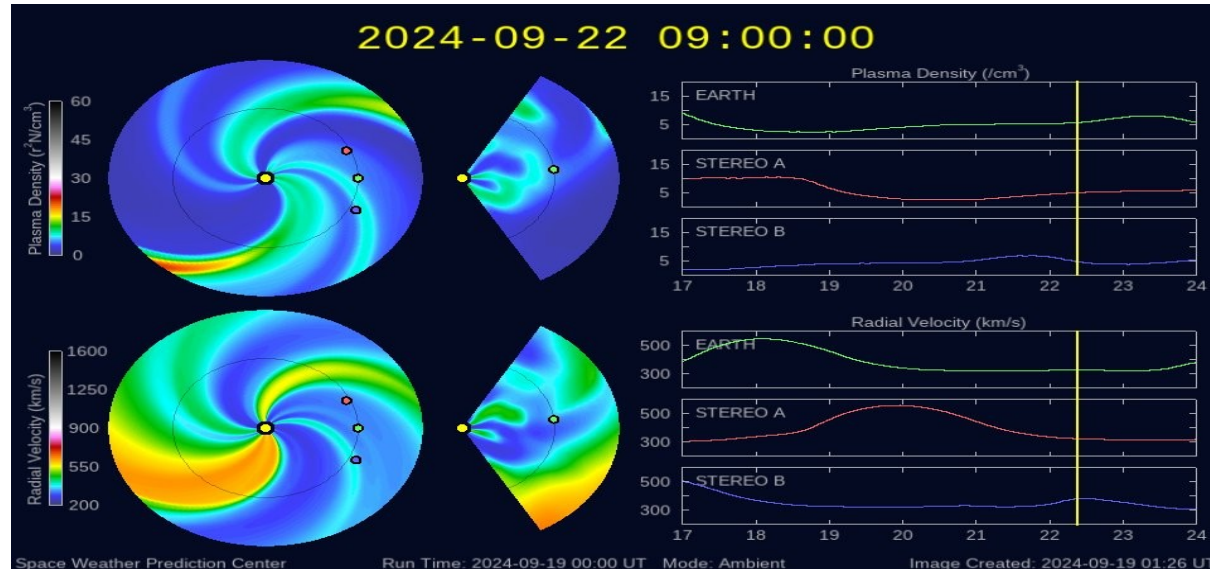 2024-09-22 09:00:00
Plasma Density (r²N/cm³)
60
45
30
15
0
Plasma Density (/cm³)
15
5
EARTH
15
5
STEREO A
15
5
STEREO B
17 18 19 20 21 22 23 24
Radial Velocity (km/s)
1600
1250
900
550
200
Radial Velocity (km/s)
500
300
EARTH
500
300
STEREO A
500
300
STEREO B
17 18 19 20 21 22 23 24
Space Weather Prediction Center Run Time: 2024-09-19 00:00 UT Mode: Ambient Image Created: 2024-09-19 01:26 UT